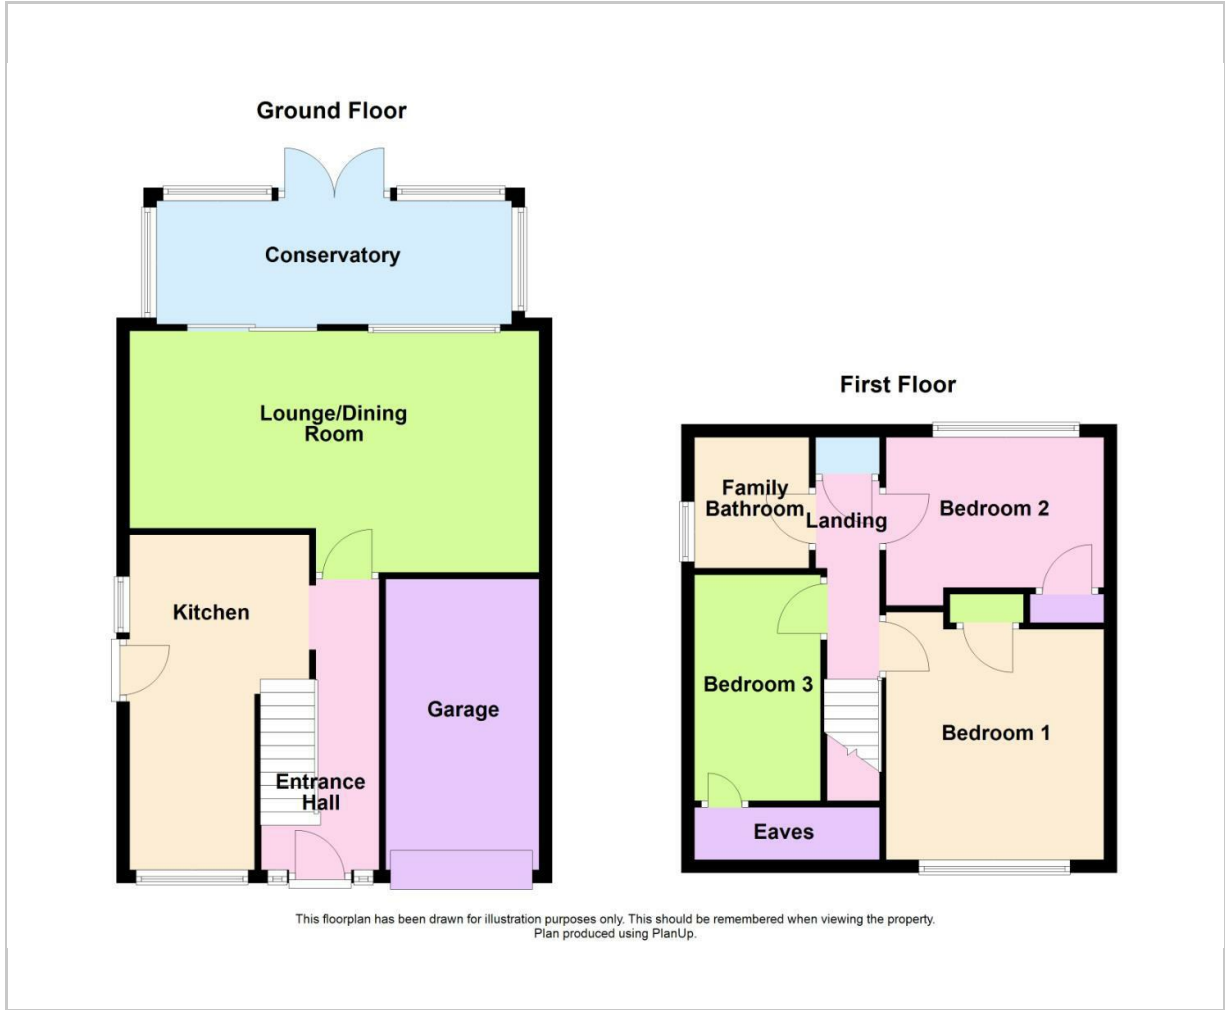 Ground Floor
Conservatory
Lounge/Dining
Room
Kitchen
Garage
Entrance
Hall
First Floor
Family
Bathroom
Landing
Bedroom 2
Bedroom 3
Bedroom 1
Eaves
This floorplan has been drawn for illustration purposes only. This should be remembered when viewing the property.
Plan produced using PlanUp.